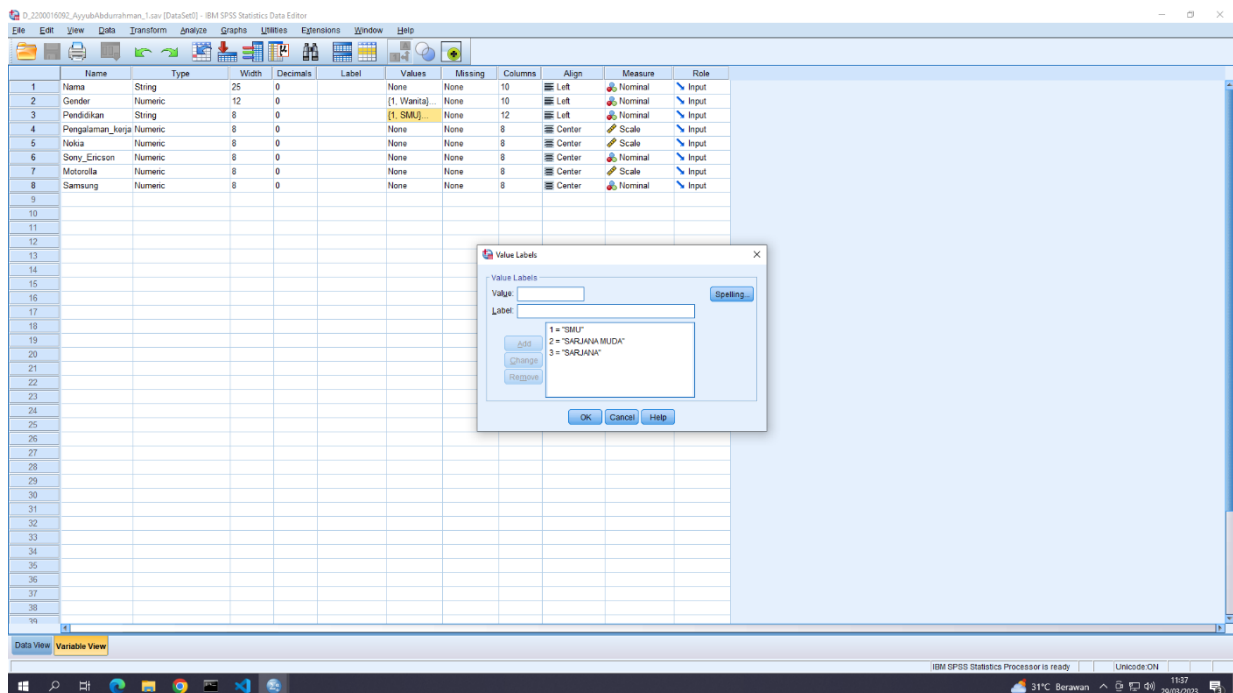 D_2200016092_AyyubAbdurrahman_1.sav [DataSet0] - IBM SPSS Statistics Data Editor
File Edit View Data Transform Analyze Graphs Utilities Extensions Window Help
Name Type Width Decimals Label Values Missing Columns Align Measure Role
1 Nama String 25 0 None None 10 Left Nominal Input
2 Gender Numeric 12 0 {1, Wanita}... None 10 Left Nominal Input
3 Pendidikan String 8 0 {1, SMU}... None 12 Left Nominal Input
4 Pengalaman_kerja Numeric 8 0 None None 8 Center Scale Input
5 Nokia Numeric 8 0 None None 8 Center Scale Input
6 Sony_Ericson Numeric 8 0 None None 8 Center Nominal Input
7 Motorolla Numeric 8 0 None None 8 Center Scale Input
8 Samsung Numeric 8 0 None None 8 Center Nominal Input
9
10
11
12
13
14
15
16
17
18
19
20
21
22
23
24
25
26
27
28
29
30
31
32
33
34
35
36
37
38
39
Value Labels
Value Labels
Value: Spelling...
Label:
Add
Change
Remove
1 = "SMU"
2 = "SARJANA MUDA"
3 = "SARJANA"
OK Cancel Help
Data View Variable View
IBM SPSS Statistics Processor is ready Unicode:ON
31°C Berawan 11:37
29/03/2023